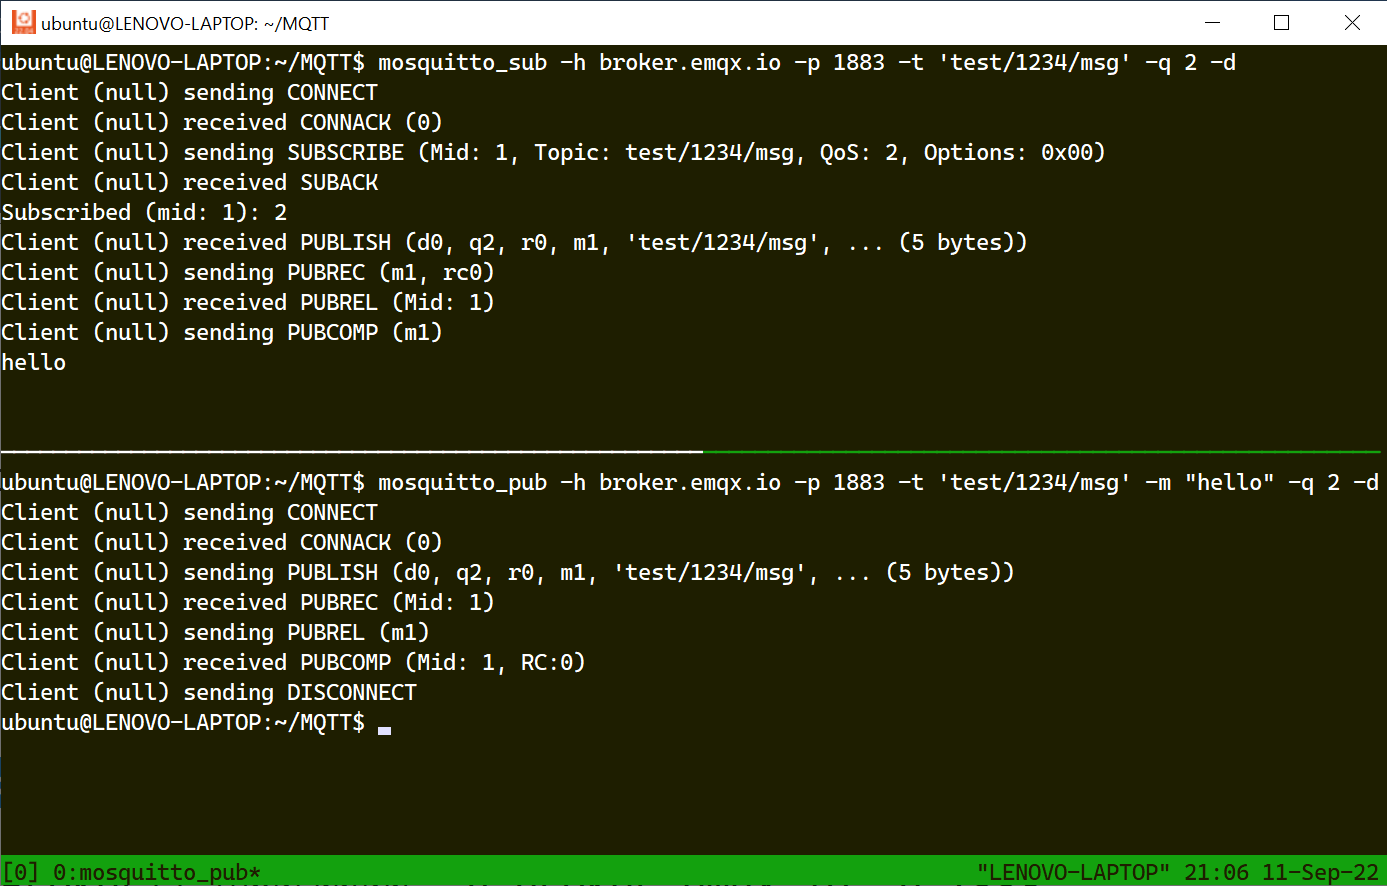 ubuntu@LENOVO-LAPTOP: ~/MQTT
ubuntu@LENOVO-LAPTOP:~/MQTT$ mosquitto_sub -h broker.emqx.io -p 1883 -t 'test/1234/msg' -q 2 -d
Client (null) sending CONNECT
Client (null) received CONNACK (0)
Client (null) sending SUBSCRIBE (Mid: 1, Topic: test/1234/msg, QoS: 2, Options: 0x00)
Client (null) received SUBACK
Subscribed (mid: 1): 2
Client (null) received PUBLISH (d0, q2, r0, m1, 'test/1234/msg', ... (5 bytes))
Client (null) sending PUBREC (m1, rc0)
Client (null) received PUBREL (Mid: 1)
Client (null) sending PUBCOMP (m1)
hello
ubuntu@LENOVO-LAPTOP:~/MQTT$ mosquitto_pub -h broker.emqx.io -p 1883 -t 'test/1234/msg' -m "hello" -q 2 -d
Client (null) sending CONNECT
Client (null) received CONNACK (0)
Client (null) sending PUBLISH (d0, q2, r0, m1, 'test/1234/msg', ... (5 bytes))
Client (null) received PUBREC (Mid: 1)
Client (null) sending PUBREL (m1)
Client (null) received PUBCOMP (Mid: 1, RC:0)
Client (null) sending DISCONNECT
ubuntu@LENOVO-LAPTOP:~/MQTT$
[0] 0:mosquitto_pub* "LENOVO-LAPTOP" 21:06 11-Sep-22